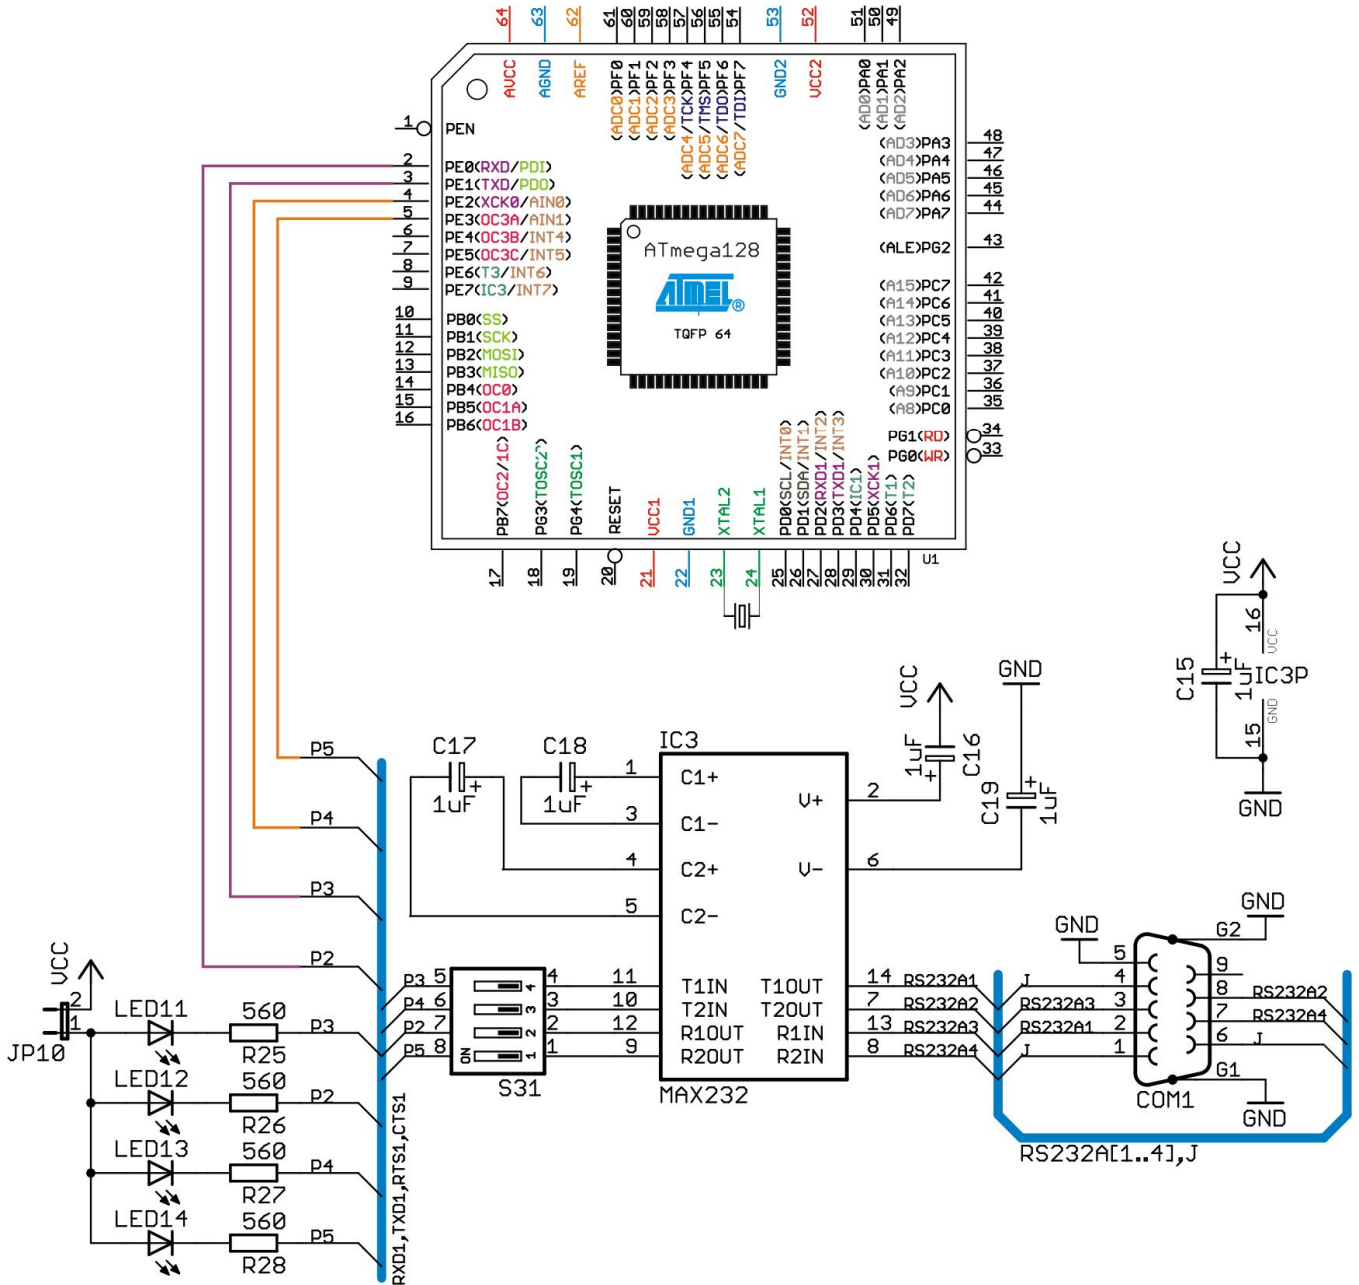 64 63 62 61 60 59 58 57 56 55 54 53 52 51 50 49
AVCC
AGND
AREF
(ADC0)PF0
(ADC1)PF1
(ADC2)PF2
(ADC3)PF3
(ADC4/TCK)PF4
(ADC5/TMS)PF5
(ADC6/TDO)PF6
(ADC7/TDI)PF7
GND2
VCC2
(AD0)PA0
(AD1)PA1
(AD2)PA2
1 PEN
2 PE0(RXD/PDI)
3 PE1(TXD/PDO)
4 PE2(XCK0/AIN0)
5 PE3(OC3A/AIN1)
6 PE4(OC3B/INT4)
7 PE5(OC3C/INT5)
8 PE6(T3/INT6)
9 PE7(IC3/INT7)
10 PB0(SS)
11 PB1(SCK)
12 PB2(MOSI)
13 PB3(MISO)
14 PB4(OC0)
15 PB5(OC1A)
16 PB6(OC1B)
(AD3)PA3 48
(AD4)PA4 47
(AD5)PA5 46
(AD6)PA6 45
(AD7)PA7 44
(ALE)PG2 43
(A15)PC7 42
(A14)PC6 41
(A13)PC5 40
(A12)PC4 39
(A11)PC3 38
(A10)PC2 37
(A9)PC1 36
(A8)PC0 35
PG1(RD) 34
PG0(WR) 33
ATmega128
ATMEL®
TQFP 64
PB7(OC2/1C)
PG3(TOSC2)
PG4(TOSC1)
RESET
VCC1
GND1
XTAL2
XTAL1
PD0(SCL/INT0)
PD1(SDA/INT1)
PD2(RXD1/INT2)
PD3(TXD1/INT3)
PD4(IC1)
PD5(XCK1)
PD6(T1)
PD7(T2)
U1
17 18 19 20 21 22 23 24 25 26 27 28 29 30 31 32
VCC
16
VCC
C15
1uF
+
IC3P
GND
15
GND
P5
P4
P3
P2
C17
1uF
+
C18
1uF
+
IC3
1 C1+
3 C1-
4 C2+
5 C2-
V+ 2
V- 6
VCC
1uF
+
C16
GND
C19
+
1uF
11 T1IN T1OUT 14 RS232A1
10 T2IN T2OUT 7 RS232A2
12 R1OUT R1IN 13 RS232A3
9 R2OUT R2IN 8 RS232A4
MAX232
P3 5 4 4
P4 6 3 3
P2 7 2 2
P5 8 ON 1 1
S31
VCC
2
1
JP10
LED11 560 R25 P3
LED12 560 R26 P2
LED13 560 R27 P4
LED14 560 R28 P5
RXD1,TXD1,RTS1,CTS1
GND
5
J 4
RS232A3 3
RS232A1 2
J 1
GND
G2
9
8 RS232A2
7 RS232A4
6 J
G1
GND
COM1
RS232A[1..4],J